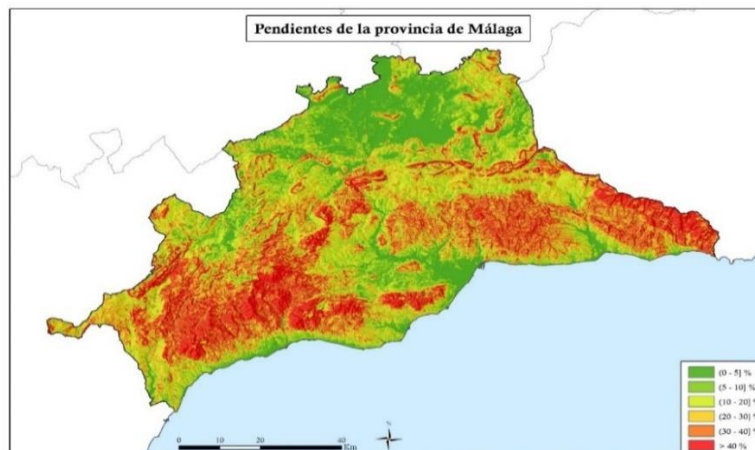 Pendientes de la provincia de Málaga
(0 - 5] %
(5 - 10] %
(10 - 20] %
(20 - 30] %
(30 - 40] %
> 40 %
N
0 10 20 40
Km